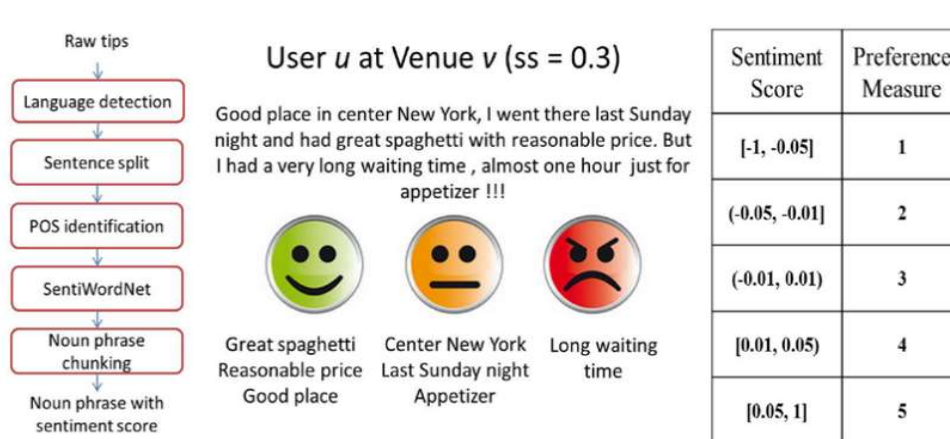 Raw tips
Language detection
Sentence split
POS identification
SentiWordNet
Noun phrase
chunking
Noun phrase with
sentiment score
User u at Venue v (ss = 0.3)
Good place in center New York, I went there last Sunday
night and had great spaghetti with reasonable price. But
I had a very long waiting time , almost one hour just for
appetizer !!!
Great spaghetti
Reasonable price
Good place
Center New York
Last Sunday night
Appetizer
Long waiting
time
Sentiment Score
Preference Measure
[-1, -0.05] 1
(-0.05, -0.01] 2
(-0.01, 0.01) 3
[0.01, 0.05) 4
[0.05, 1] 5